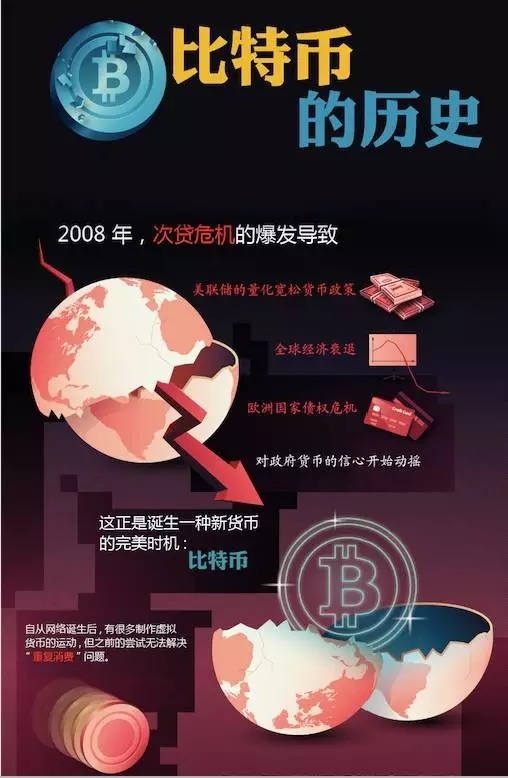 比特币
的历史
2008 年，次贷危机的爆发导致
美联储的量化宽松货币政策
全球经济衰退
欧洲国家债权危机
Credit Card
对政府货币的信心开始动摇
这正是诞生一种新货币
的完美时机：
比特币
自从网络诞生后，有很多制作虚拟
货币的运动，但之前的尝试无法解决
“重复消费”问题。